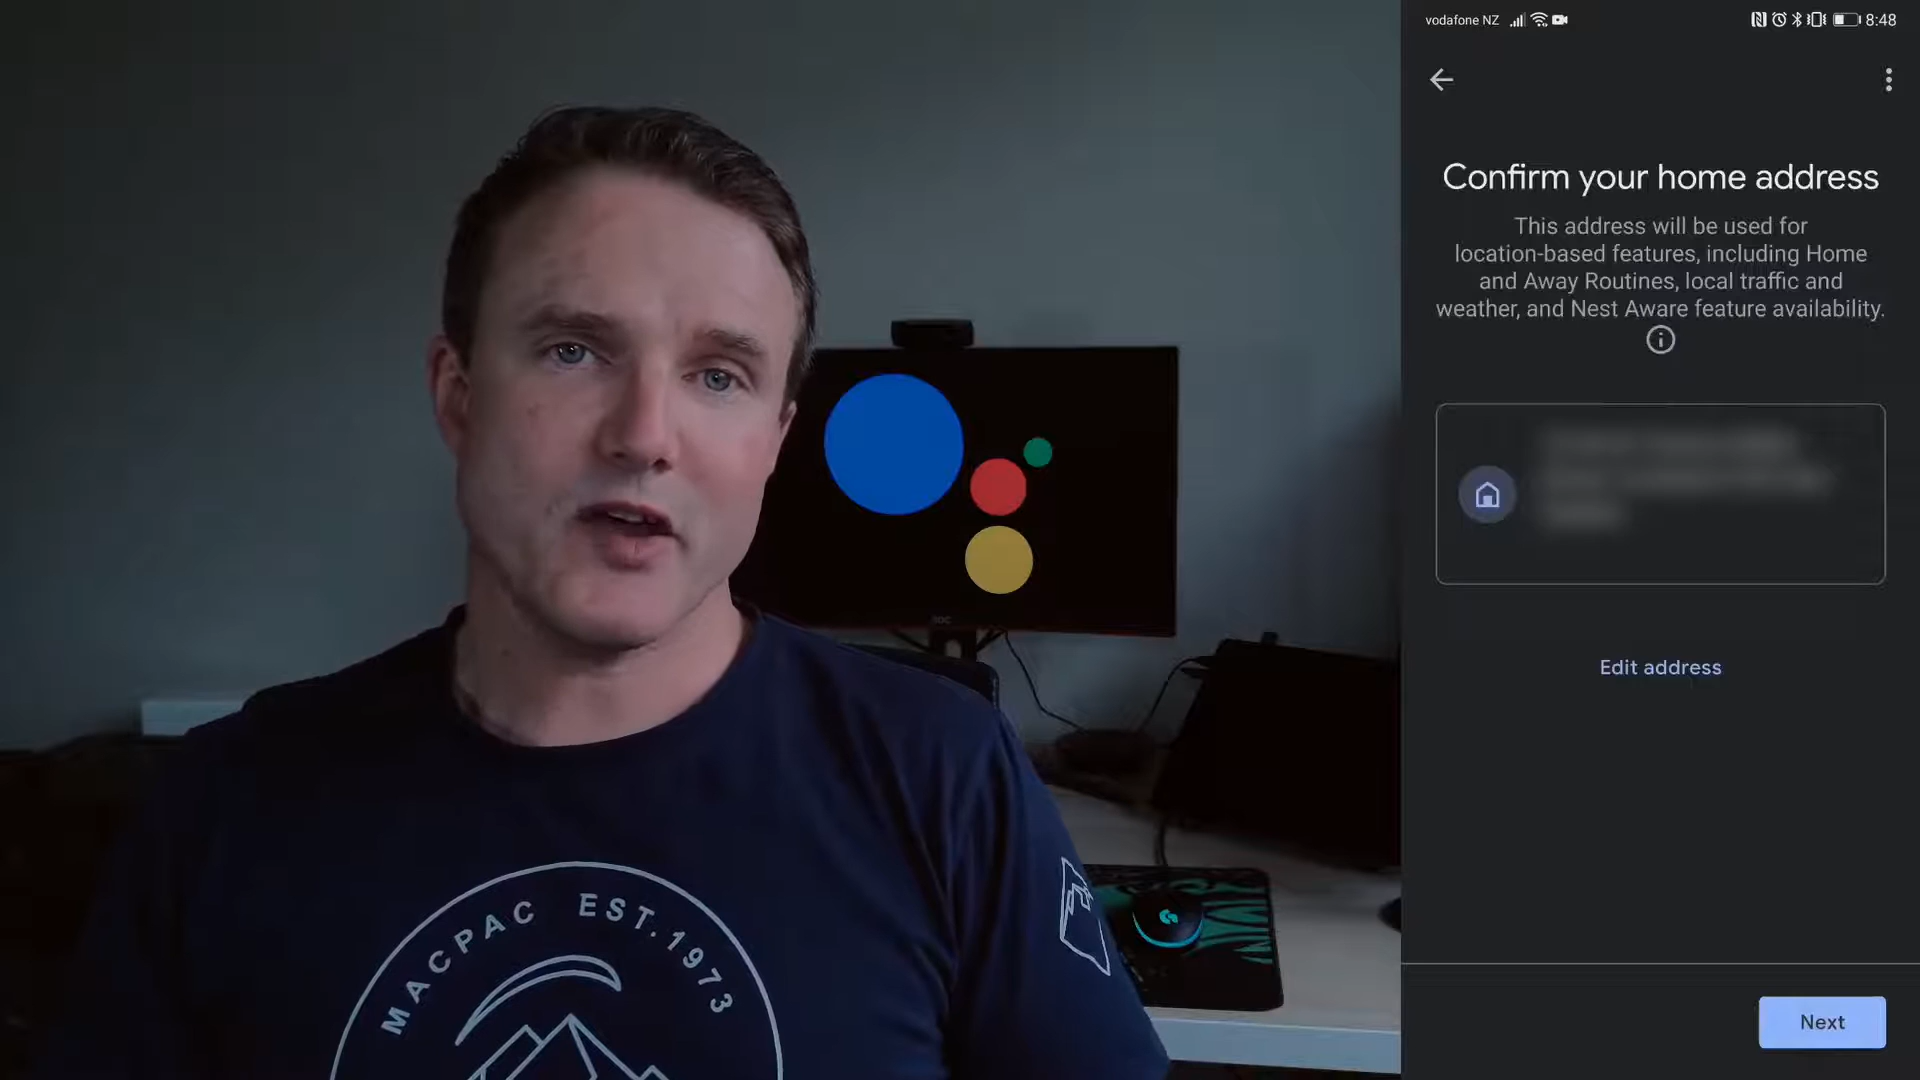 vodafone NZ
8:48
Confirm your home address
This address will be used for
location-based features, including Home
and Away Routines, local traffic and
weather, and Nest Aware feature availability.
Edit address
Next
MACPAC EST. 1973
AOC